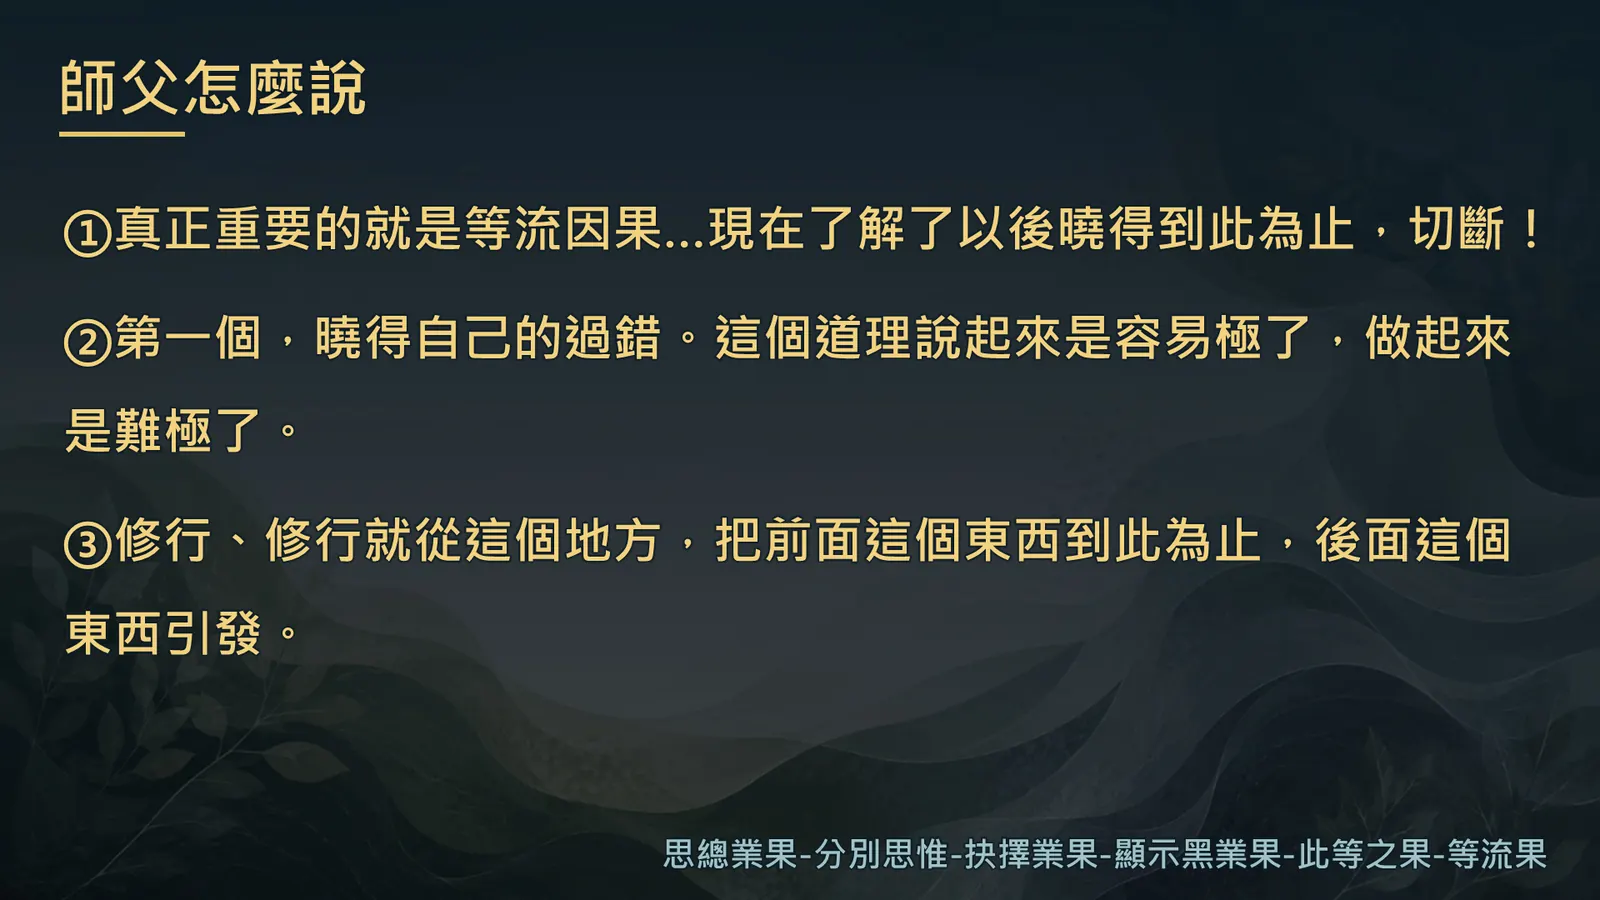 師父怎麼說
①真正重要的就是等流因果...現在了解了以後曉得到此為止，切斷！
②第一個，曉得自己的過錯。這個道理說起來是容易極了，做起來
是難極了。
③修行、修行就從這個地方，把前面這個東西到此為止，後面這個
東西引發。
思總業果-分別思惟-抉擇業果-顯示黑業果-此等之果-等流果